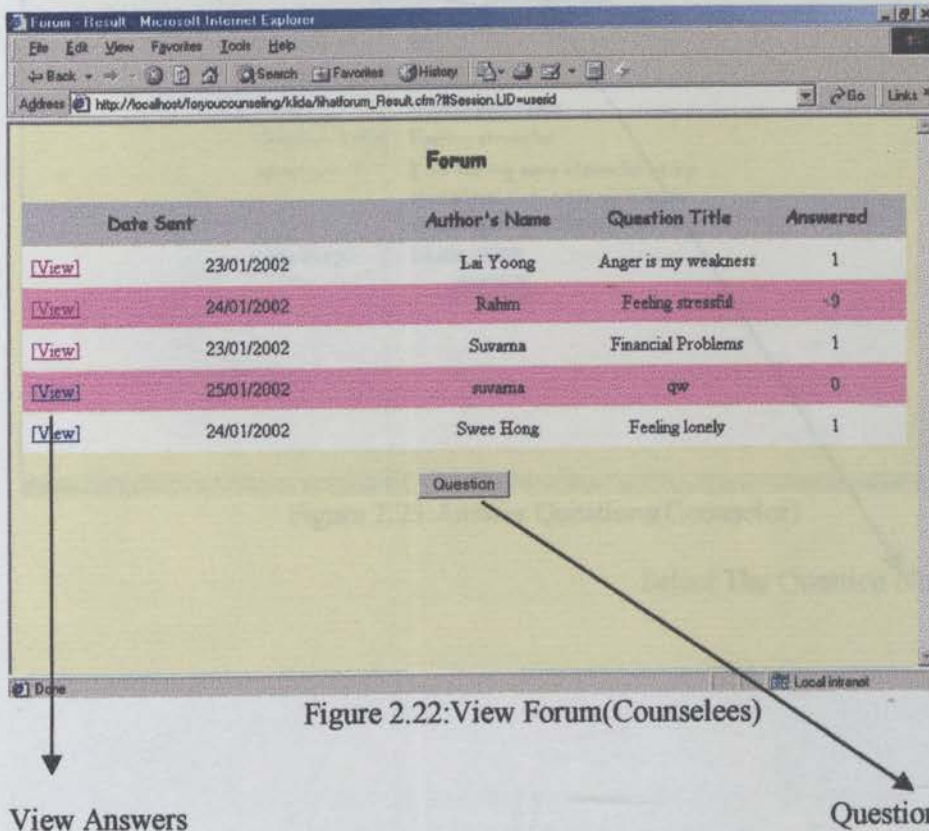 Forum - Result - Microsoft Internet Explorer
File Edit View Favorites Tools Help
Back Search Favorites History
Address http://localhost/foryoucounseling/klida/lihatforum_Result.cfm?#Session.LID=userid Go Links
Forum
Date Sent Author's Name Question Title Answered
[View] 23/01/2002 Lai Yoong Anger is my weakness 1
[View] 24/01/2002 Rahim Feeling stressful -9
[View] 23/01/2002 Suvarna Financial Problems 1
[View] 25/01/2002 suvarna qw 0
[View] 24/01/2002 Swee Hong Feeling lonely 1
Question
Done Local intranet
Figure 2.22:View Forum(Counselees)
View Answers Question